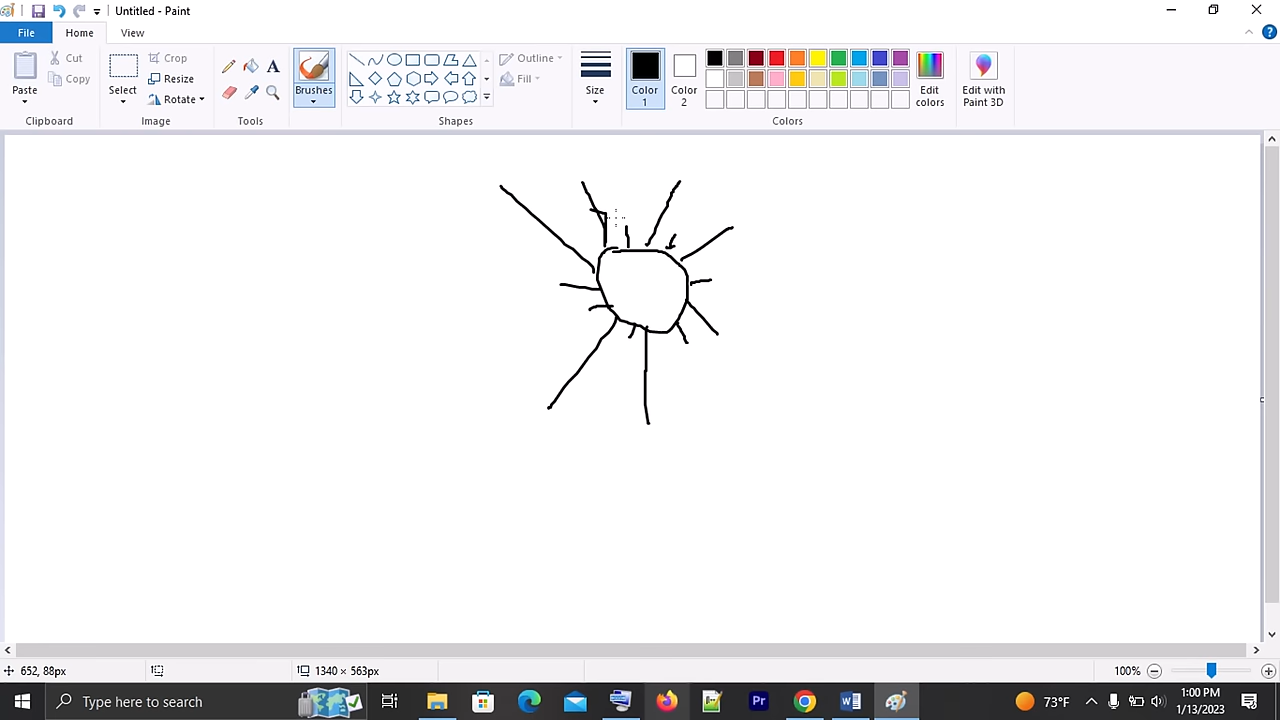 Untitled - Paint
File Home View
Paste
Cut
Copy
Clipboard
Select
Crop
Resize
Rotate
Image
A
Tools
Brushes
Outline
Fill
Shapes
Size
Color 1
Color 2
Edit colors
Colors
Edit with Paint 3D
652, 88px
1340 × 563px
100%
Type here to search
Pr
W
73°F
1:00 PM
1/13/2023